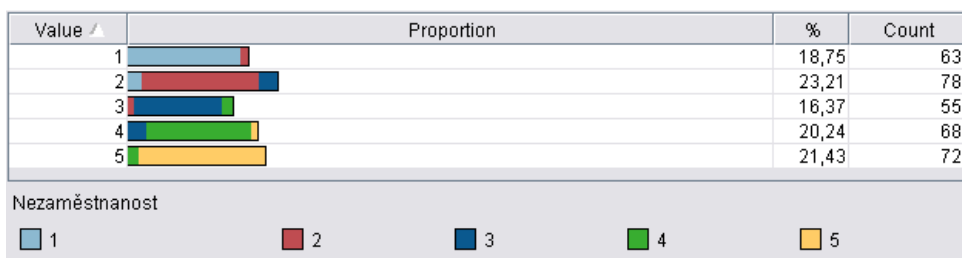 Value Proportion % Count
1 18,75 63
2 23,21 78
3 16,37 55
4 20,24 68
5 21,43 72
Nezaměstnanost
1 2 3 4 5